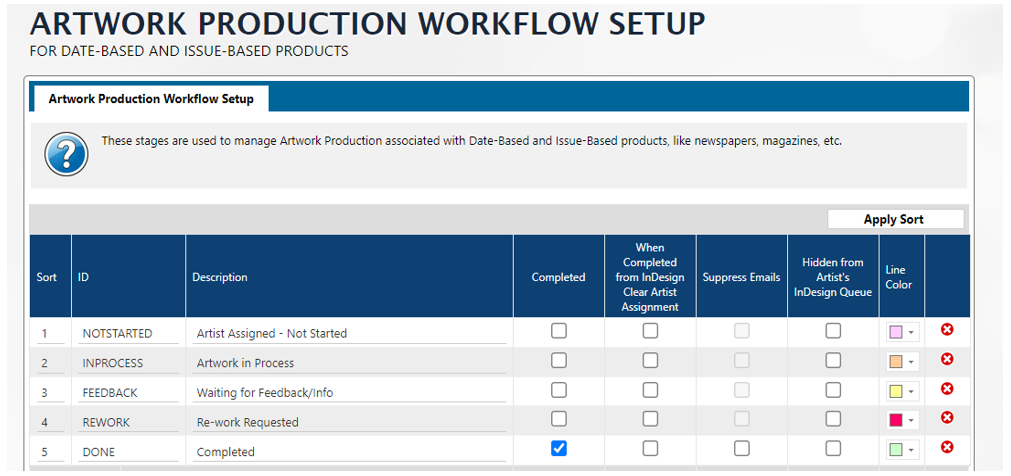 ARTWORK PRODUCTION WORKFLOW SETUP
FOR DATE-BASED AND ISSUE-BASED PRODUCTS
Artwork Production Workflow Setup
?
These stages are used to manage Artwork Production associated with Date-Based and Issue-Based products, like newspapers, magazines, etc.
Apply Sort
Sort ID Description Completed When Completed from InDesign Clear Artist Assignment Suppress Emails Hidden from Artist's InDesign Queue Line Color
1 NOTSTARTED Artist Assigned - Not Started
2 INPROCESS Artwork in Process
3 FEEDBACK Waiting for Feedback/Info
4 REWORK Re-work Requested
5 DONE Completed